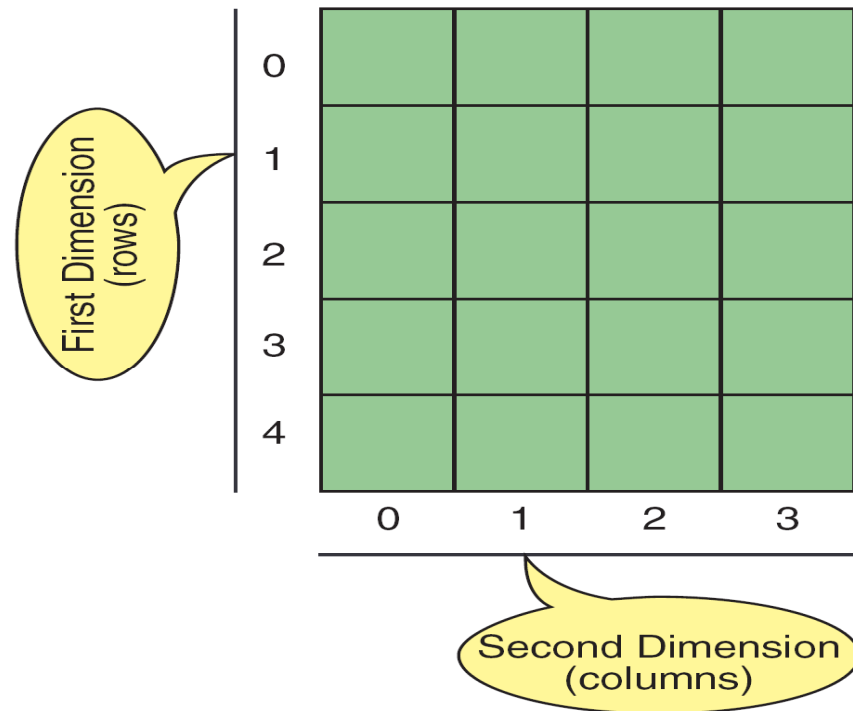 0
1
2
3
4
First Dimension
(rows)
0 1 2 3
Second Dimension
(columns)